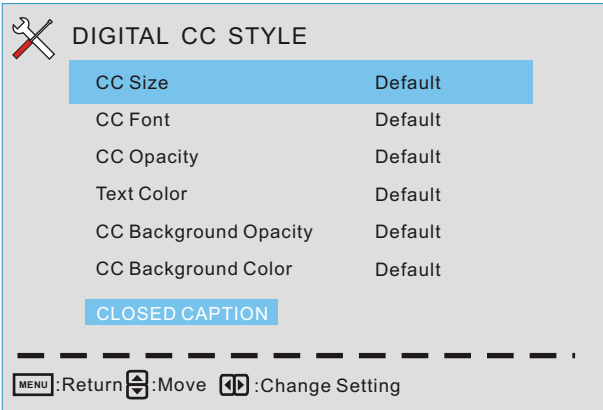 DIGITAL CC STYLE
CC Size Default
CC Font Default
CC Opacity Default
Text Color Default
CC Background Opacity Default
CC Background Color Default
CLOSED CAPTION
MENU :Return :Move :Change Setting